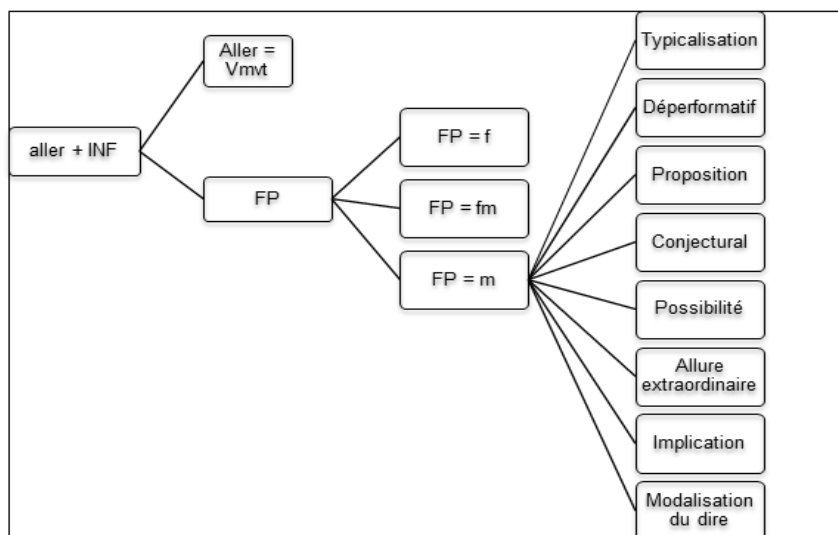 aller + INF
Aller =
Vmvt
FP
FP = f
FP = fm
FP = m
Typicalisation
Déperformatif
Proposition
Conjectural
Possibilité
Allure
extraordinaire
Implication
Modalisation
du dire